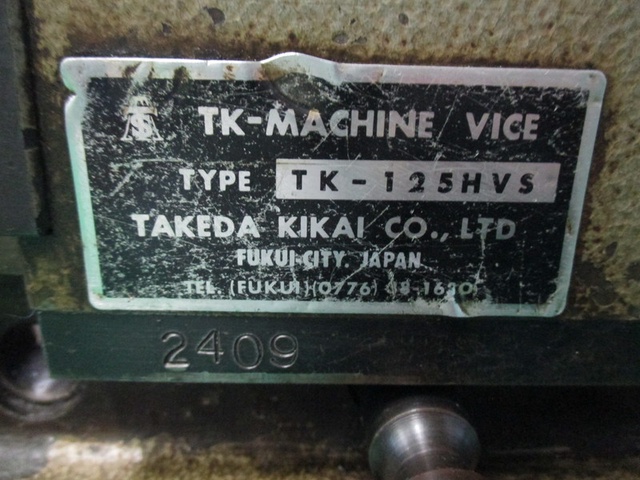 TK-MACHINE VICE
TYPE TK-125HVS
TAKEDA KIKAI CO., LTD
FUKUI-CITY, JAPAN
TEL. (FUKUI) (0776)
2409